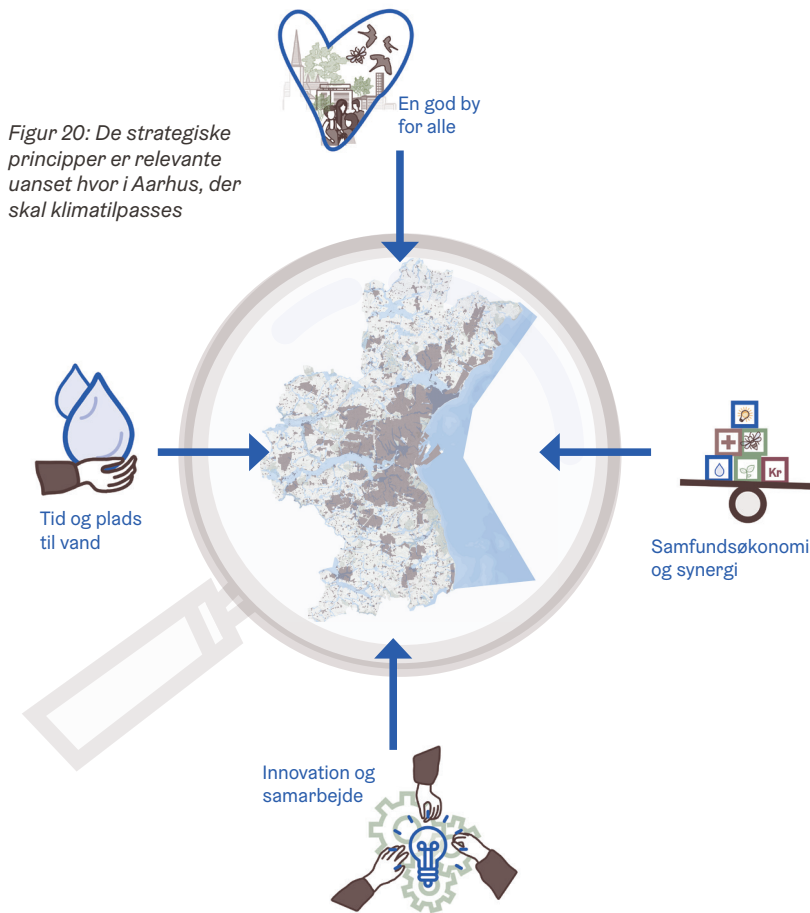 En god by
for alle
Figur 20: De strategiske
principper er relevante
uanset hvor i Aarhus, der
skal klimatilpasses
Tid og plads
til vand
Kr
Samfundsøkonomi
og synergi
Innovation og
samarbejde